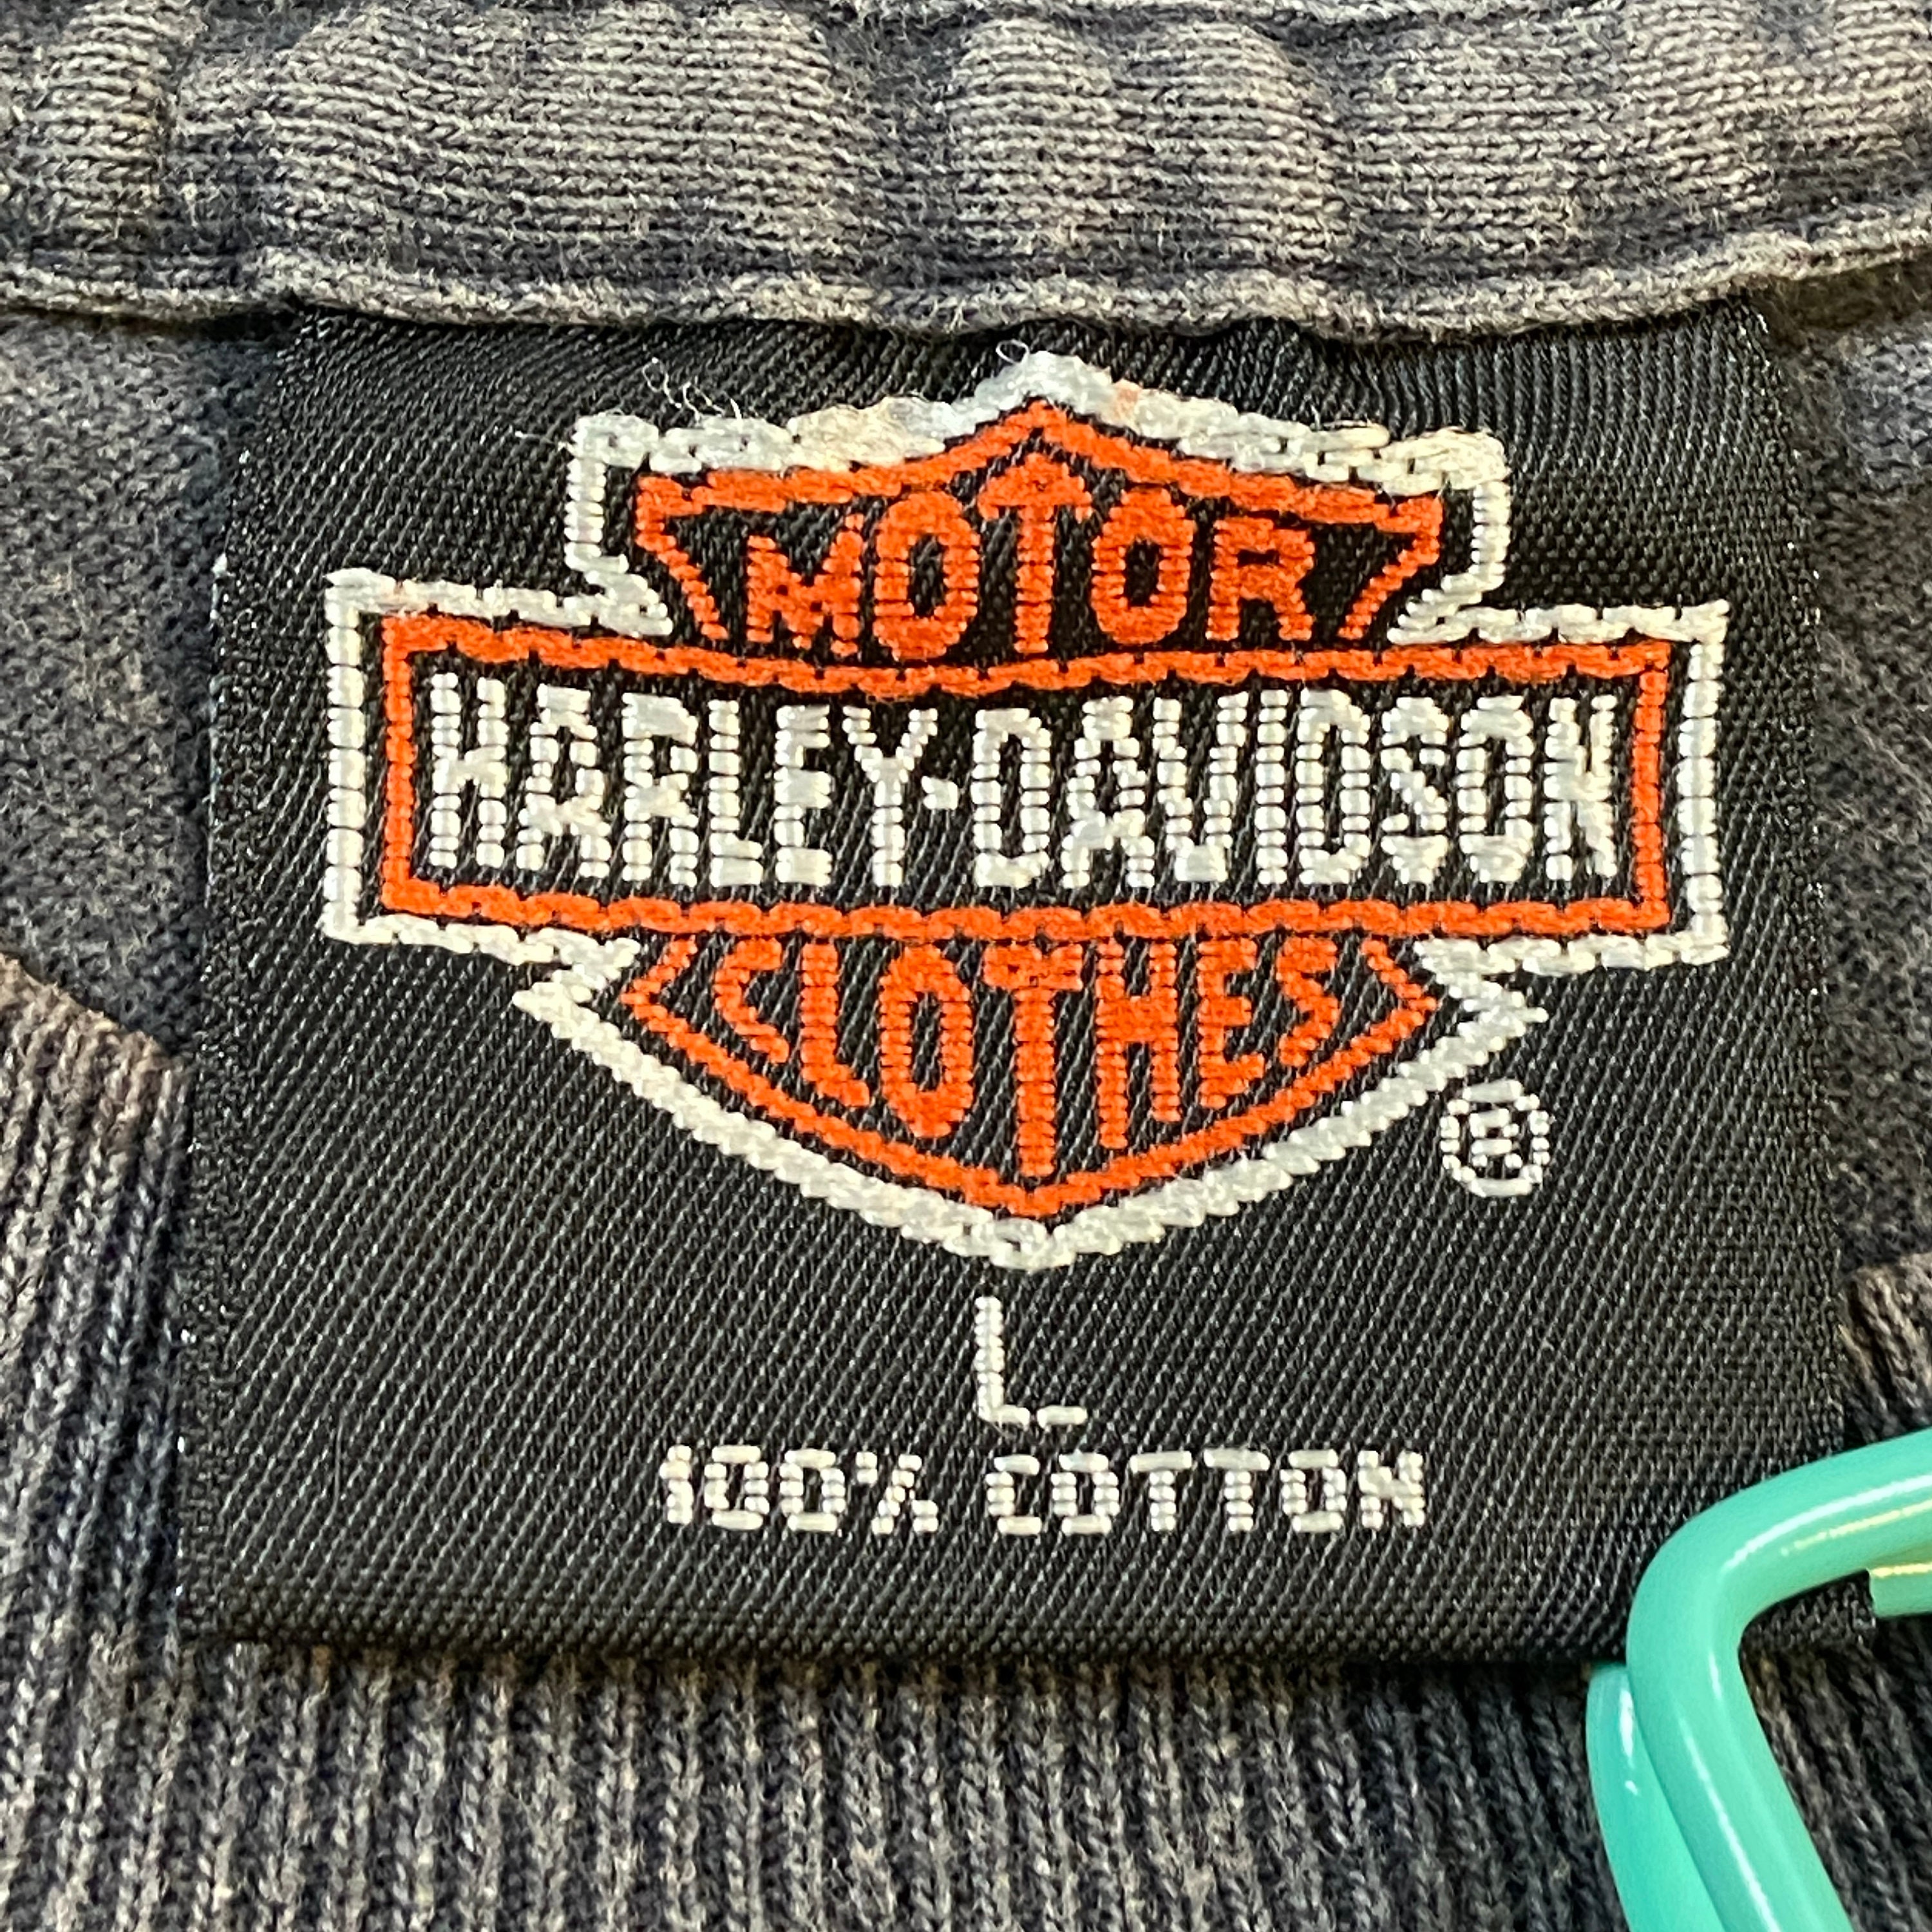 MOTOR
HARLEY-DAVIDSON
CLOTHES
®
L
100% COTTON